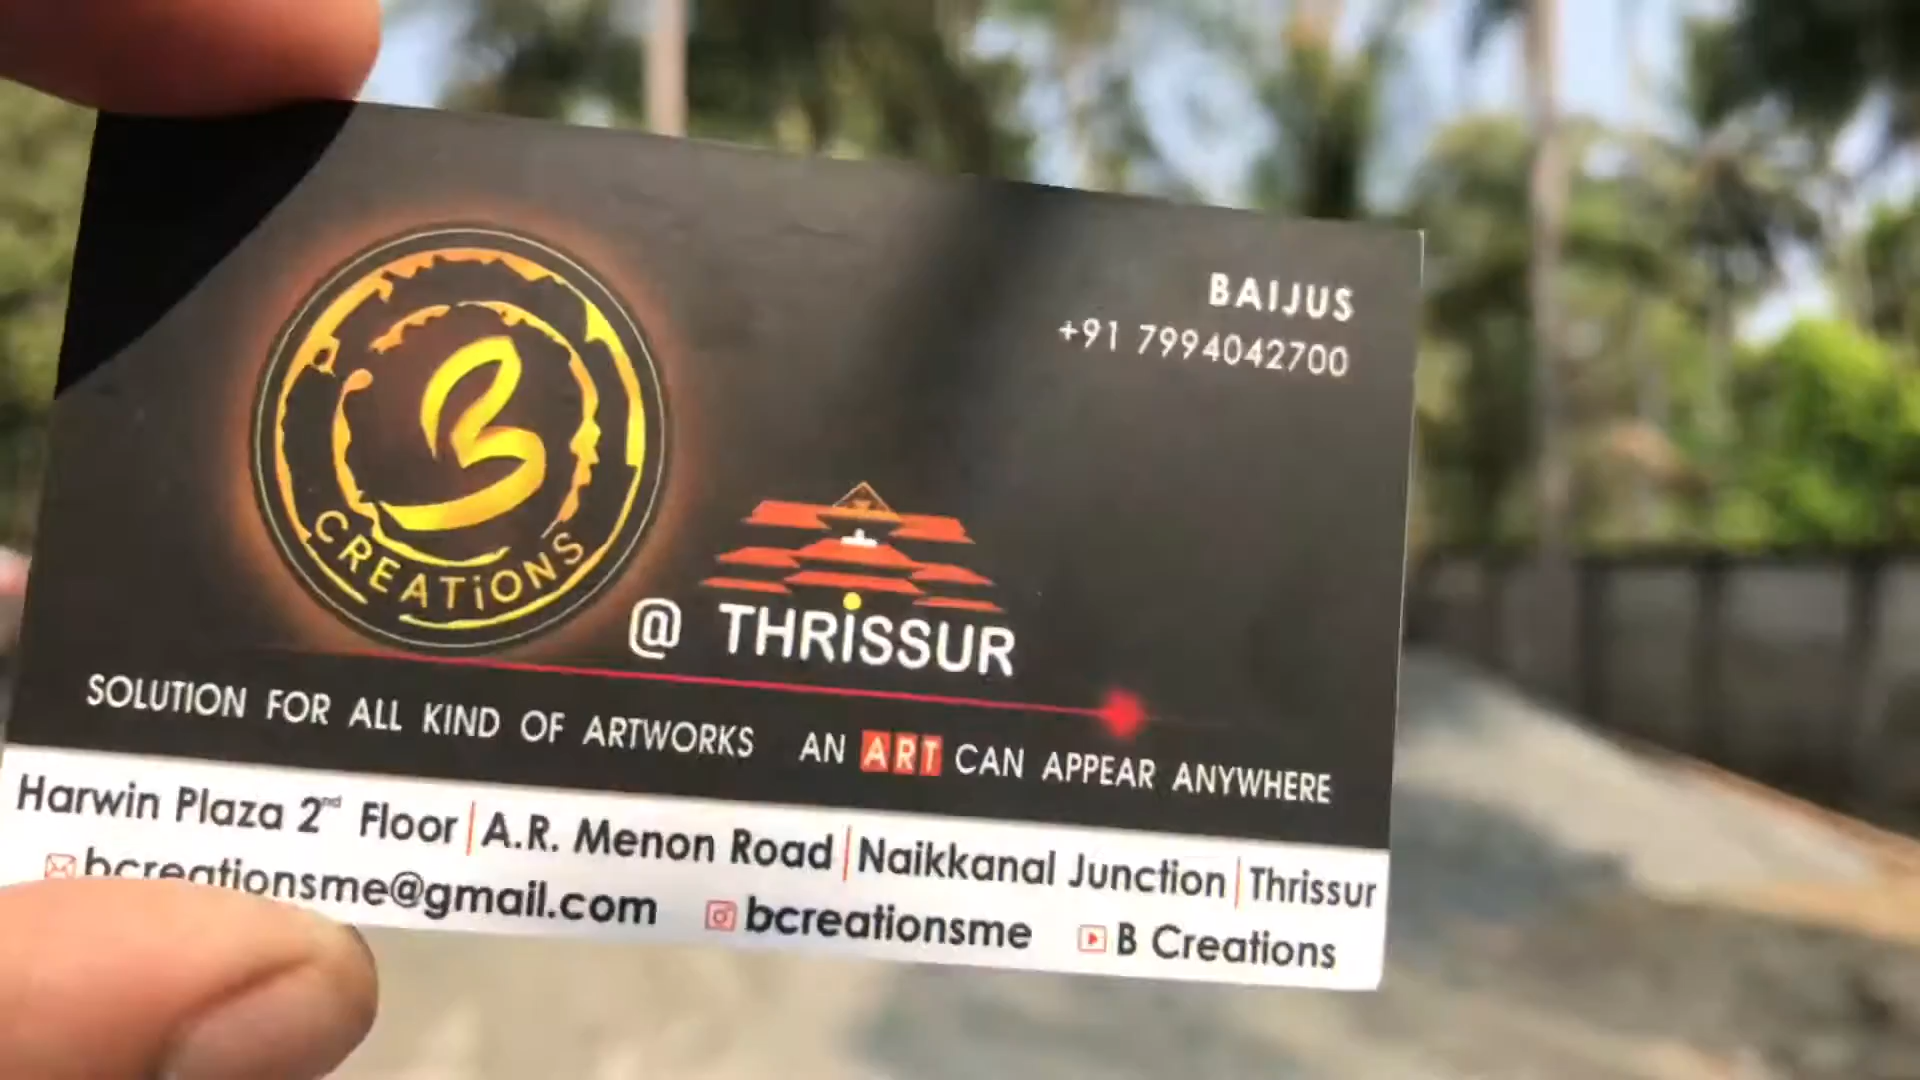 B
CREATiONS
BAIJUS
+91 7994042700
@ THRiSSUR
SOLUTION FOR ALL KIND OF ARTWORKS AN ART CAN APPEAR ANYWHERE
Harwin Plaza 2nd Floor|A.R. Menon Road|Naikkanal Junction|Thrissur
bcreationsme@gmail.com bcreationsme B Creations